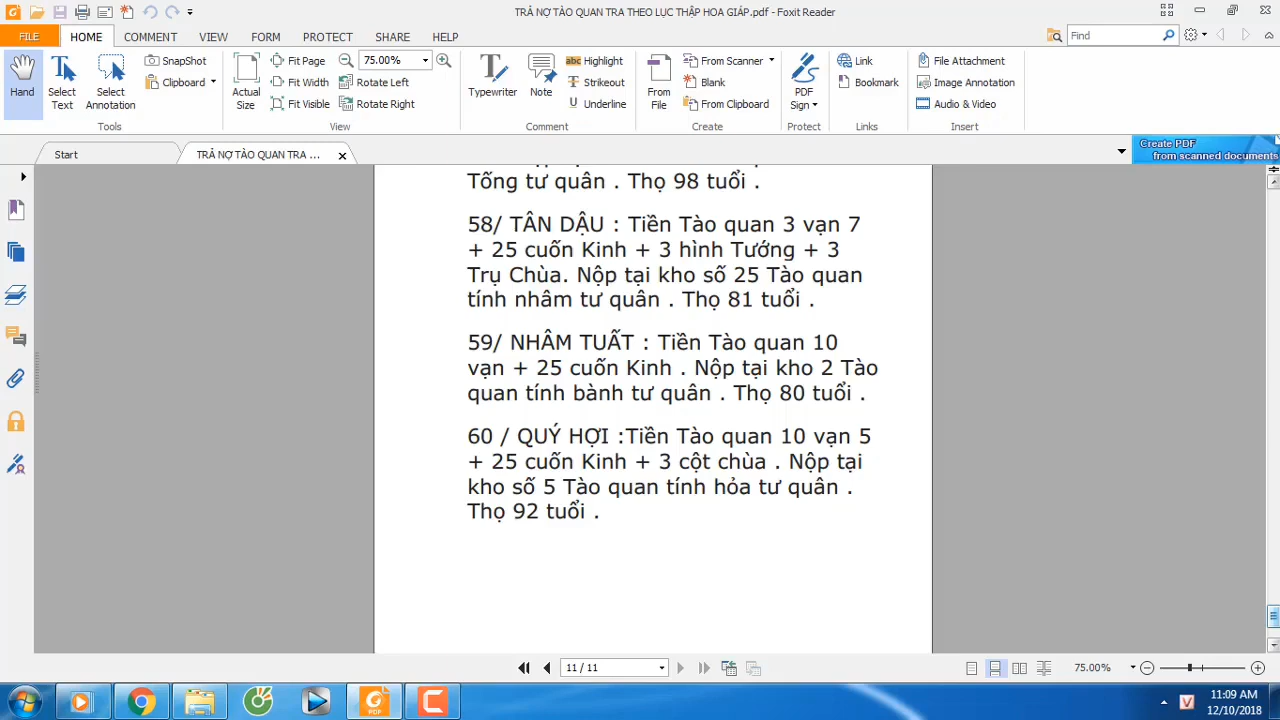 TRẢ NỢ TÀO QUAN TRA THEO LỤC THẬP HOA GIÁP.pdf - Foxit Reader
FILE HOME COMMENT VIEW FORM PROTECT SHARE HELP Find
Hand
Select Text
Select Annotation
SnapShot
Clipboard
Tools
Actual Size
Fit Page
Fit Width
Fit Visible
75.00%
Rotate Left
Rotate Right
View
Typewriter
Note
Highlight
Strikeout
Underline
Comment
From File
From Scanner
Blank
From Clipboard
Create
PDF Sign
Protect
Link
Bookmark
Links
File Attachment
Image Annotation
Audio & Video
Insert
Start
TRẢ NỢ TÀO QUAN TRA ...
Create PDF
from scanned documents
Tống tư quân . Thọ 98 tuổi .
58/ TÂN DẬU : Tiền Tào quan 3 vạn 7
+ 25 cuốn Kinh + 3 hình Tướng + 3
Trụ Chùa. Nộp tại kho số 25 Tào quan
tính nhâm tư quân . Thọ 81 tuổi .
59/ NHÂM TUẤT : Tiền Tào quan 10
vạn + 25 cuốn Kinh . Nộp tại kho 2 Tào
quan tính bành tư quân . Thọ 80 tuổi .
60 / QUÝ HỢI :Tiền Tào quan 10 vạn 5
+ 25 cuốn Kinh + 3 cột chùa . Nộp tại
kho số 5 Tào quan tính hỏa tư quân .
Thọ 92 tuổi .
11 / 11
75.00%
11:09 AM
12/10/2018